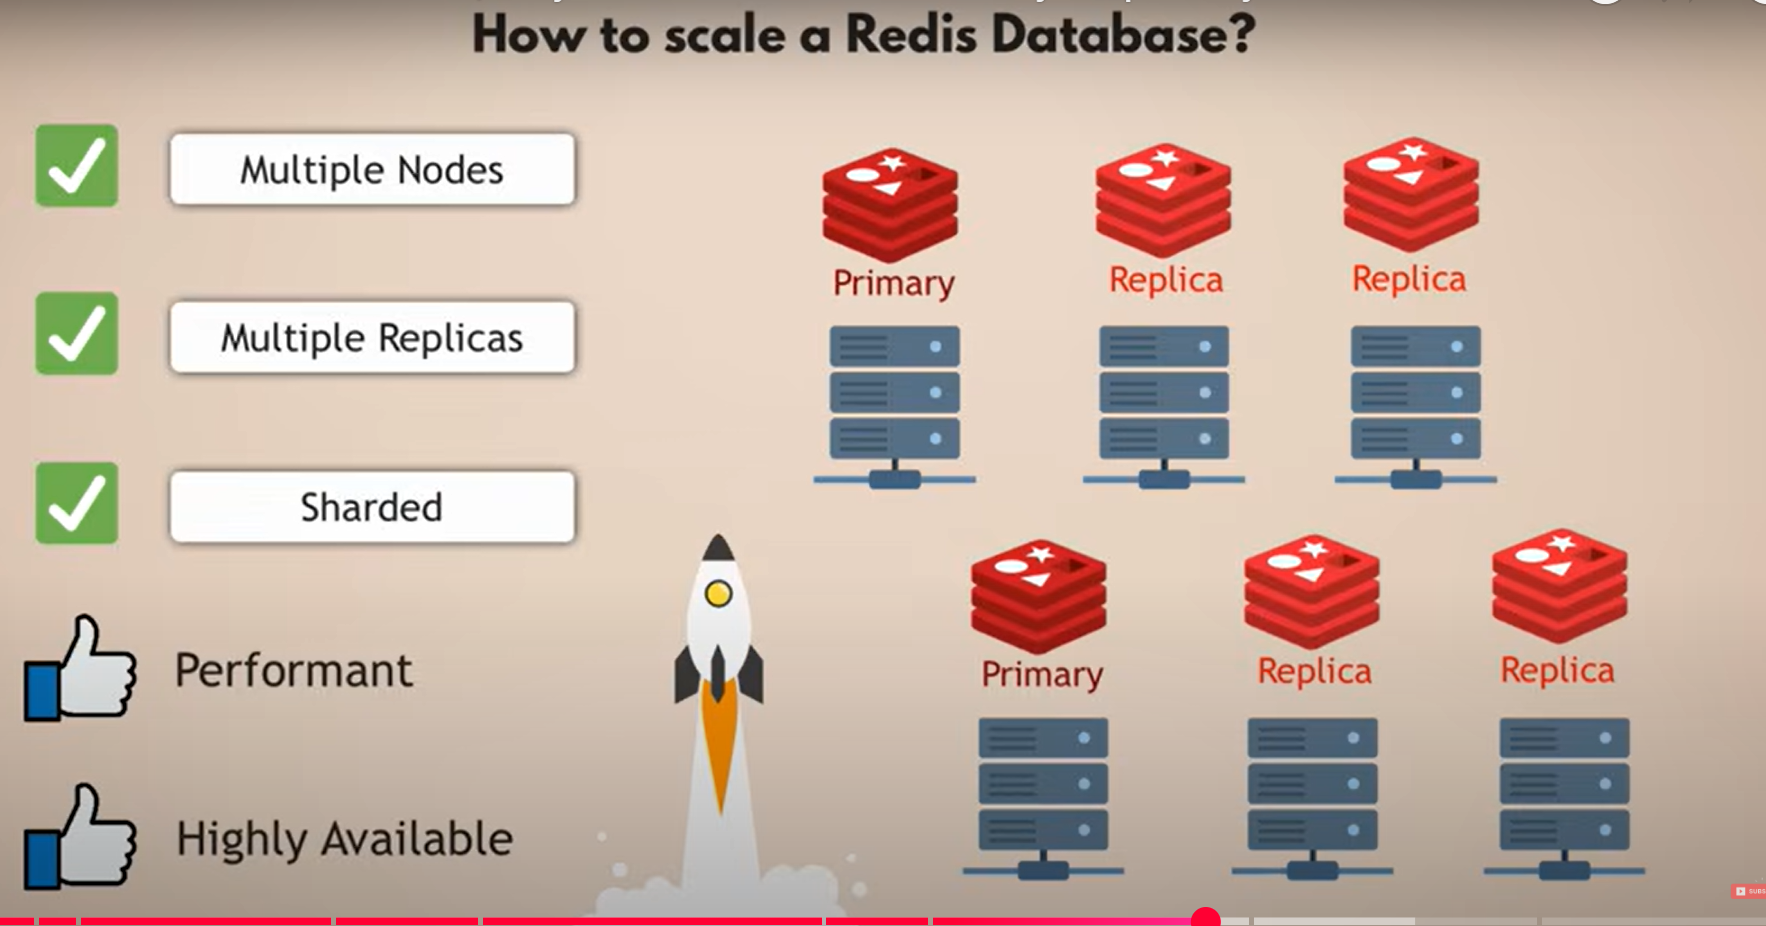 How to scale a Redis Database?
Multiple Nodes
Multiple Replicas
Sharded
Performant
Highly Available
Primary
Replica
Replica
Primary
Replica
Replica